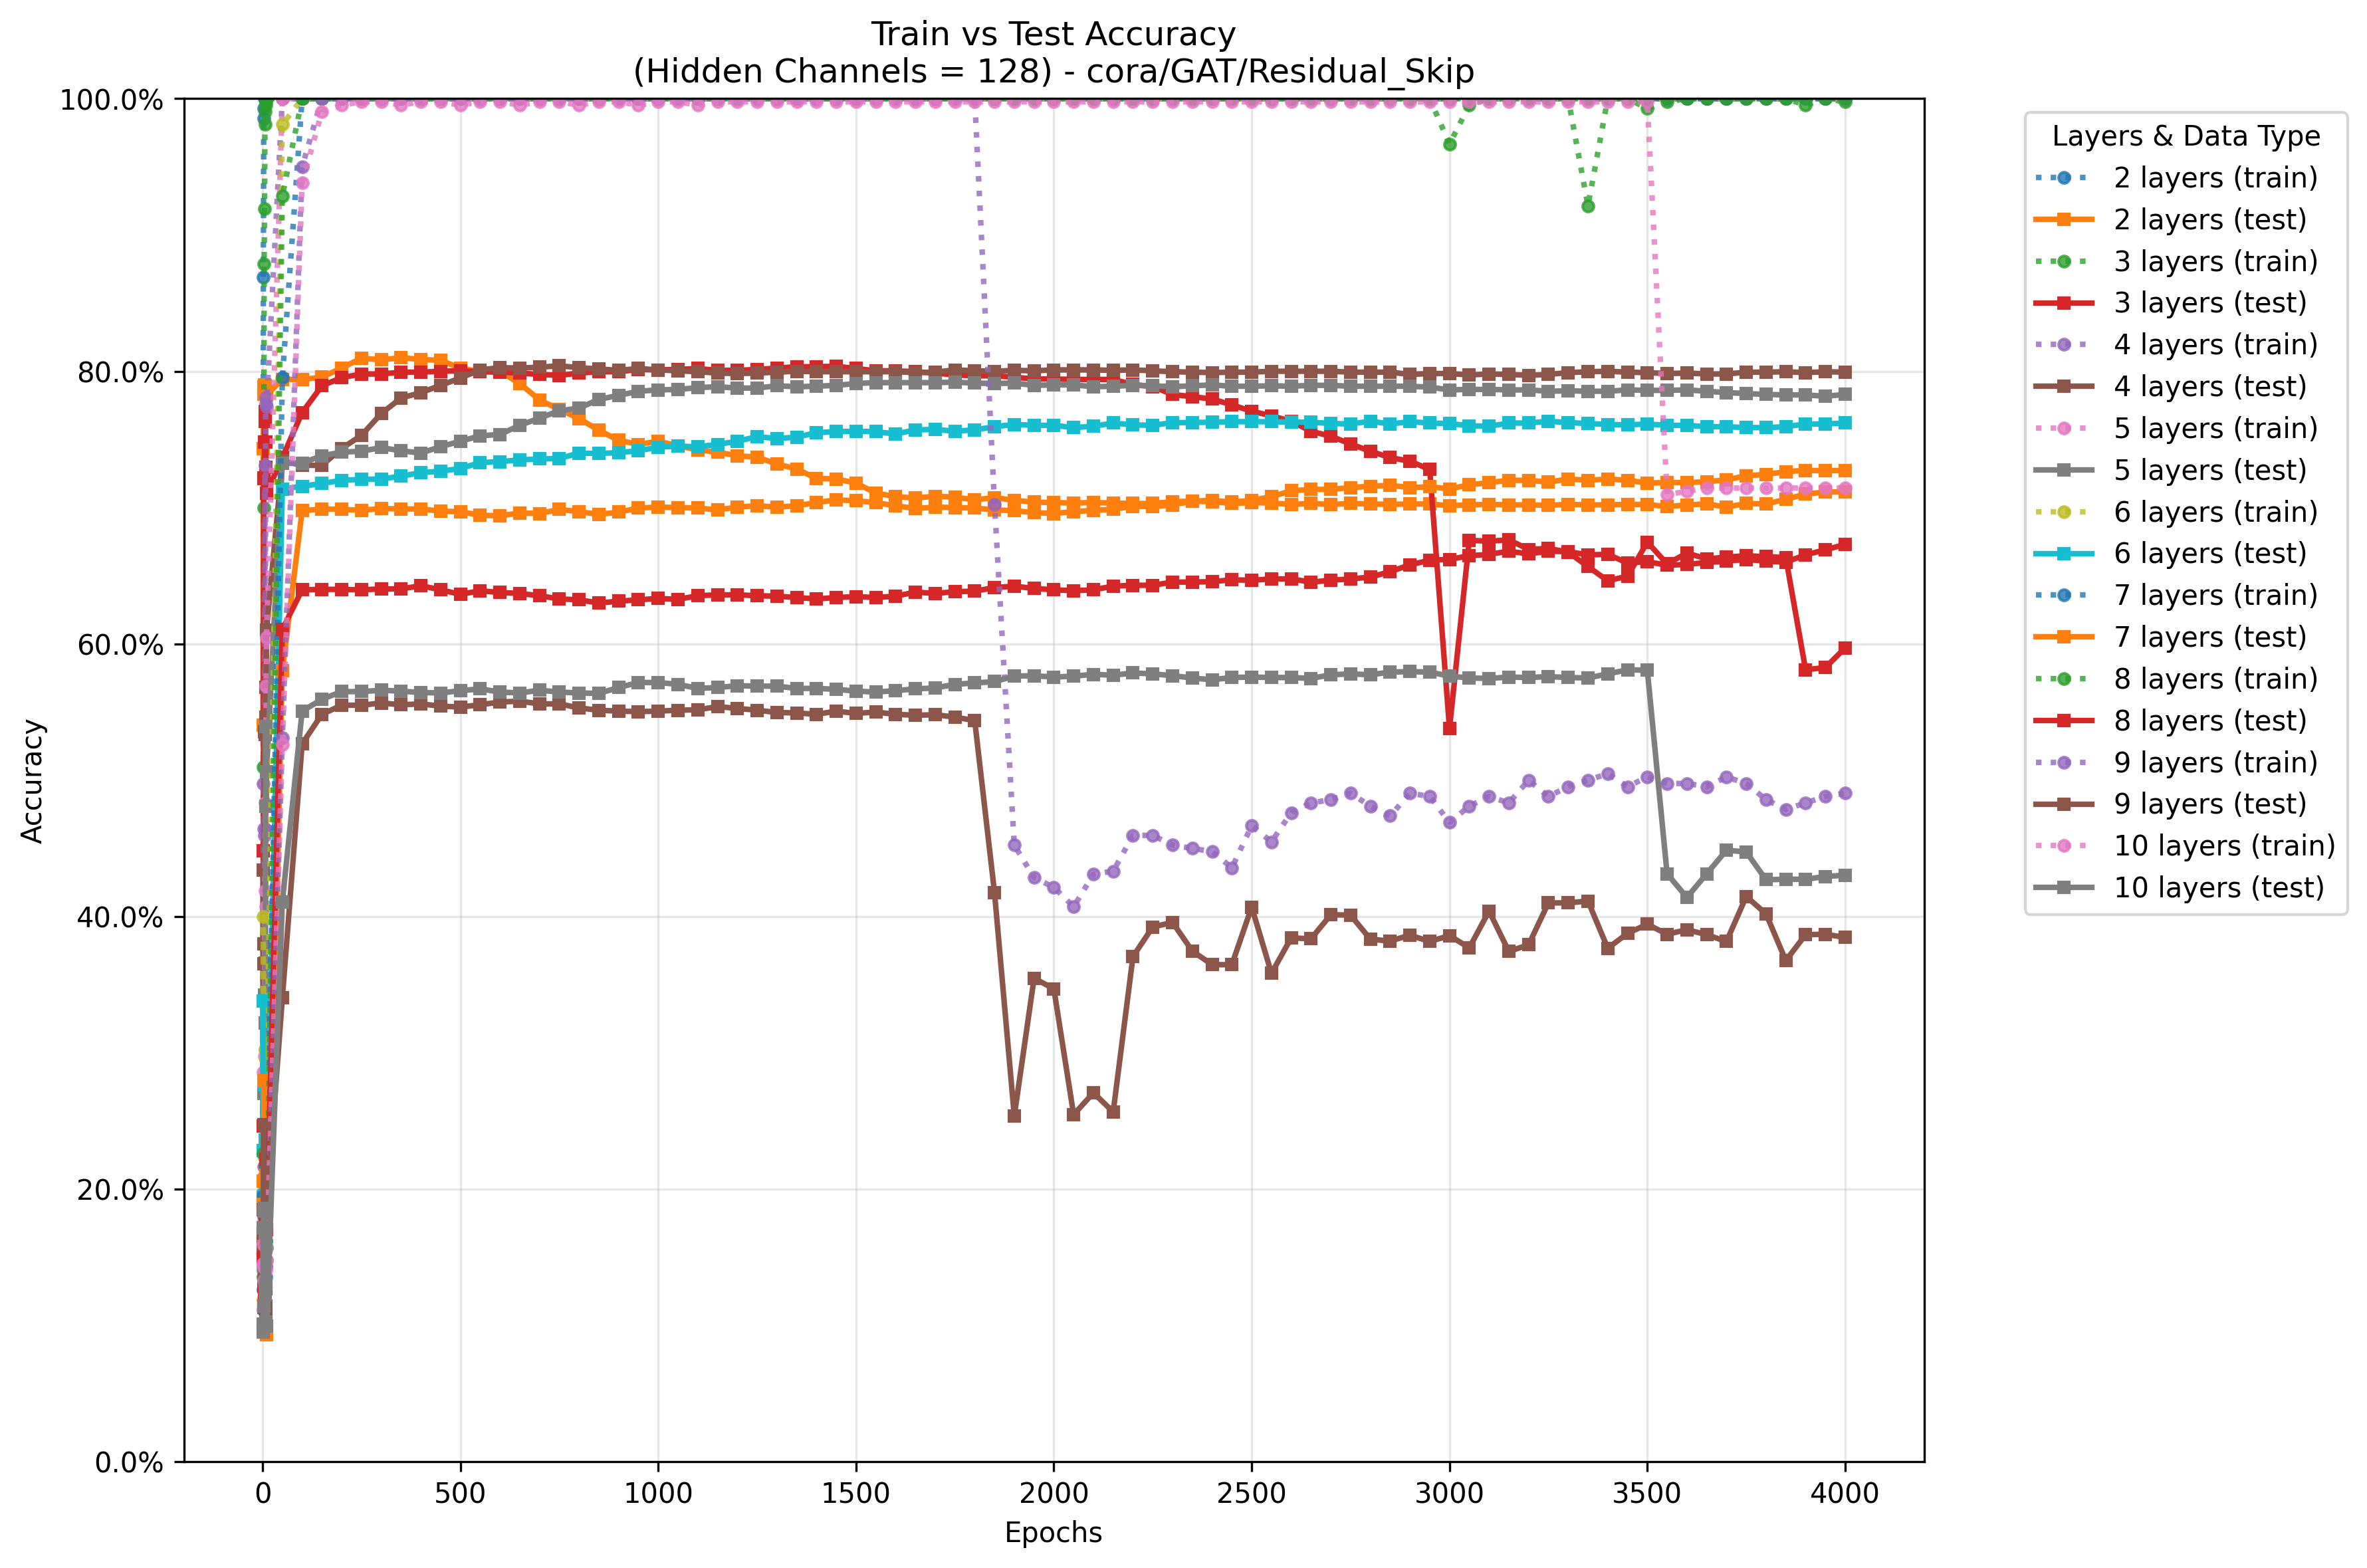 Train vs Test Accuracy
(Hidden Channels = 128) - cora/GAT/Residual_Skip
100.0%
80.0%
60.0%
40.0%
20.0%
0.0%
Accuracy
0 500 1000 1500 2000 2500 3000 3500 4000
Epochs
Layers & Data Type
2 layers (train)
2 layers (test)
3 layers (train)
3 layers (test)
4 layers (train)
4 layers (test)
5 layers (train)
5 layers (test)
6 layers (train)
6 layers (test)
7 layers (train)
7 layers (test)
8 layers (train)
8 layers (test)
9 layers (train)
9 layers (test)
10 layers (train)
10 layers (test)